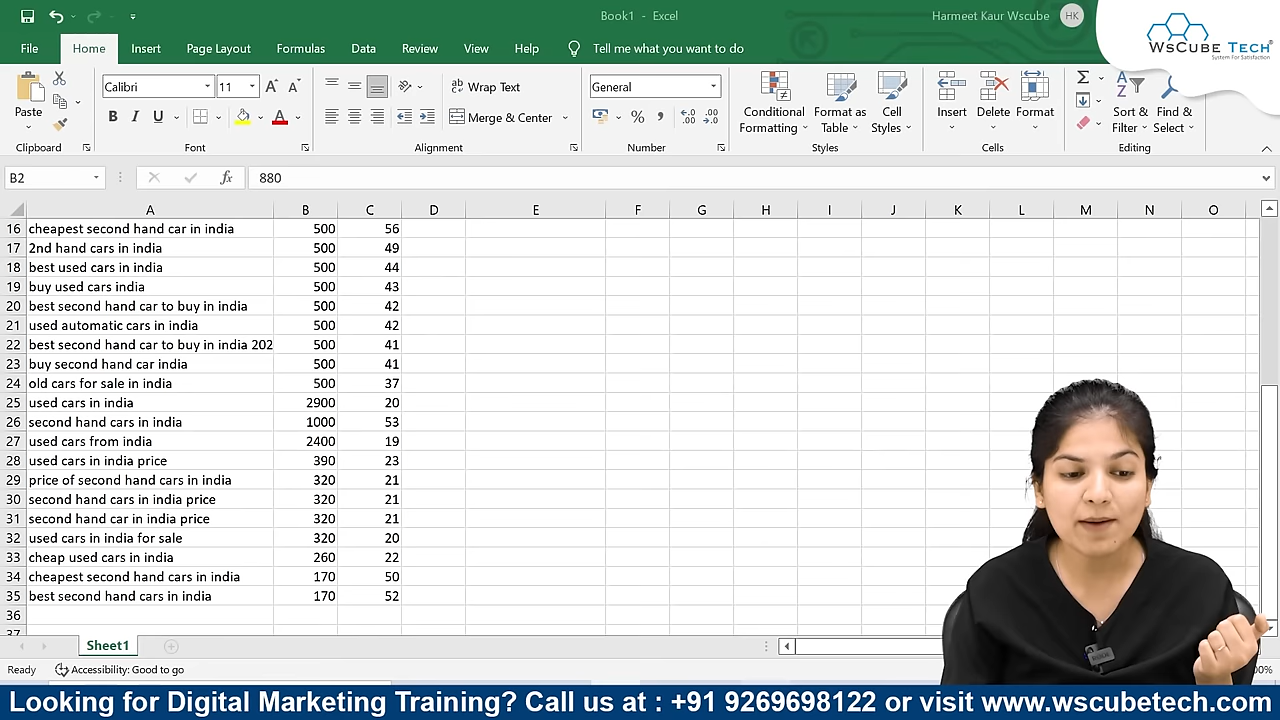 Book1 - Excel
Harmeet Kaur Wscube
HK
WsCube Tech
System For Satisfaction
File Home Insert Page Layout Formulas Data Review View Help Tell me what you want to do
Paste
Calibri 11
Wrap Text
Merge & Center
General
Conditional Formatting
Format as Table
Cell Styles
Insert Delete Format
Sort & Filter
Find & Select
Clipboard Font Alignment Number Styles Cells Editing
B2 fx 880
A B C D E F G H I J K L M N O
16 cheapest second hand car in india 500 56
17 2nd hand cars in india 500 49
18 best used cars in india 500 44
19 buy used cars india 500 43
20 best second hand car to buy in india 500 42
21 used automatic cars in india 500 42
22 best second hand car to buy in india 202 500 41
23 buy second hand car india 500 41
24 old cars for sale in india 500 37
25 used cars in india 2900 20
26 second hand cars in india 1000 53
27 used cars from india 2400 19
28 used cars in india price 390 23
29 price of second hand cars in india 320 21
30 second hand cars in india price 320 21
31 second hand car in india price 320 21
32 used cars in india for sale 320 20
33 cheap used cars in india 260 22
34 cheapest second hand cars in india 170 50
35 best second hand cars in india 170 52
36
37
Sheet1
Ready Accessibility: Good to go
Looking for Digital Marketing Training? Call us at : +91 9269698122 or visit www.wscubetech.com